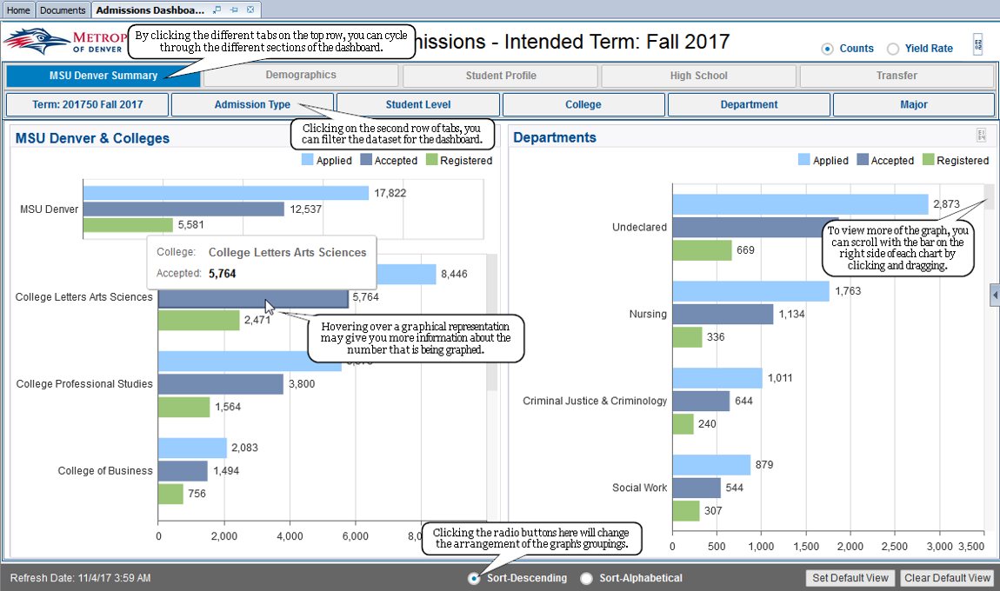 Home Documents Admissions Dashboa...
METROP
OF DENVER
By clicking the different tabs on the top row, you can cycle
through the different sections of the dashboard.
missions - Intended Term: Fall 2017
Counts Yield Rate
MSU Denver Summary Demographics Student Profile High School Transfer
Term: 201750 Fall 2017 Admission Type Student Level College Department Major
Clicking on the second row of tabs, you
can filter the dataset for the dashboard.
MSU Denver & Colleges
Applied Accepted Registered
MSU Denver
17,822
12,537
5,581
College: College Letters Arts Sciences
Accepted: 5,764
College Letters Arts Sciences
8,446
5,764
2,471
Hovering over a graphical representation
may give you more information about the
number that is being graphed.
College Professional Studies
3,800
1,564
College of Business
2,083
1,494
756
0 2,000 4,000 6,000 8,0
Departments
Applied Accepted Registered
Undeclared
2,873
669
To view more of the graph, you
can scroll with the bar on the
right side of each chart by
clicking and dragging.
Nursing
1,763
1,134
336
Criminal Justice & Criminology
1,011
644
240
Social Work
879
544
307
0 500 1,000 1,500 2,000 2,500 3,000 3,500
Clicking the radio buttons here will change
the arrangement of the graph's groupings.
Refresh Date: 11/4/17 3:59 AM
Sort-Descending Sort-Alphabetical
Set Default View Clear Default View